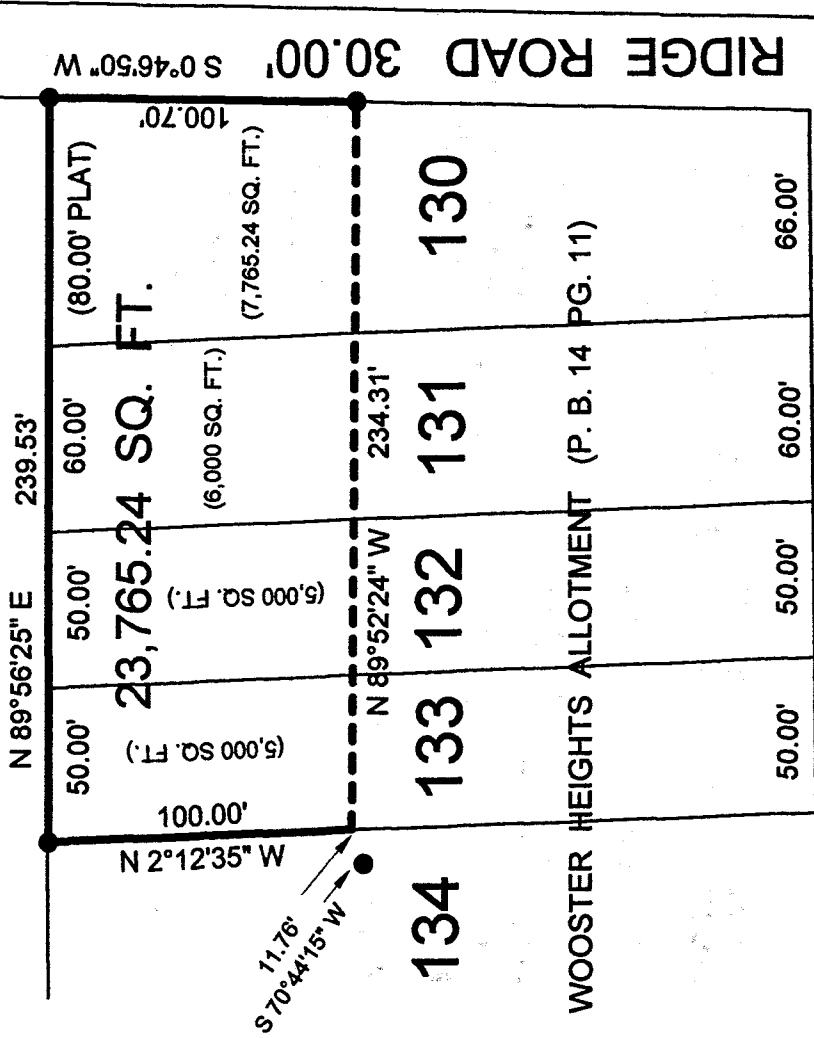 N 89°56'25" E
239.53'
50.00'
50.00'
60.00'
(80.00' PLAT)
23,765.24 SQ. FT.
(5,000 SQ. FT.)
(5,000 SQ. FT.)
(6,000 SQ. FT.)
(7,765.24 SQ. FT.)
100.00'
N 2°12'35" W
100.70'
S 0°46'50" W
RIDGE ROAD 30.00'
11.76'
S 70°44'15" W
N 89°52'24" W
234.31'
134
133
132
131
130
WOOSTER HEIGHTS ALLOTMENT (P. B. 14 PG. 11)
50.00'
50.00'
60.00'
66.00'